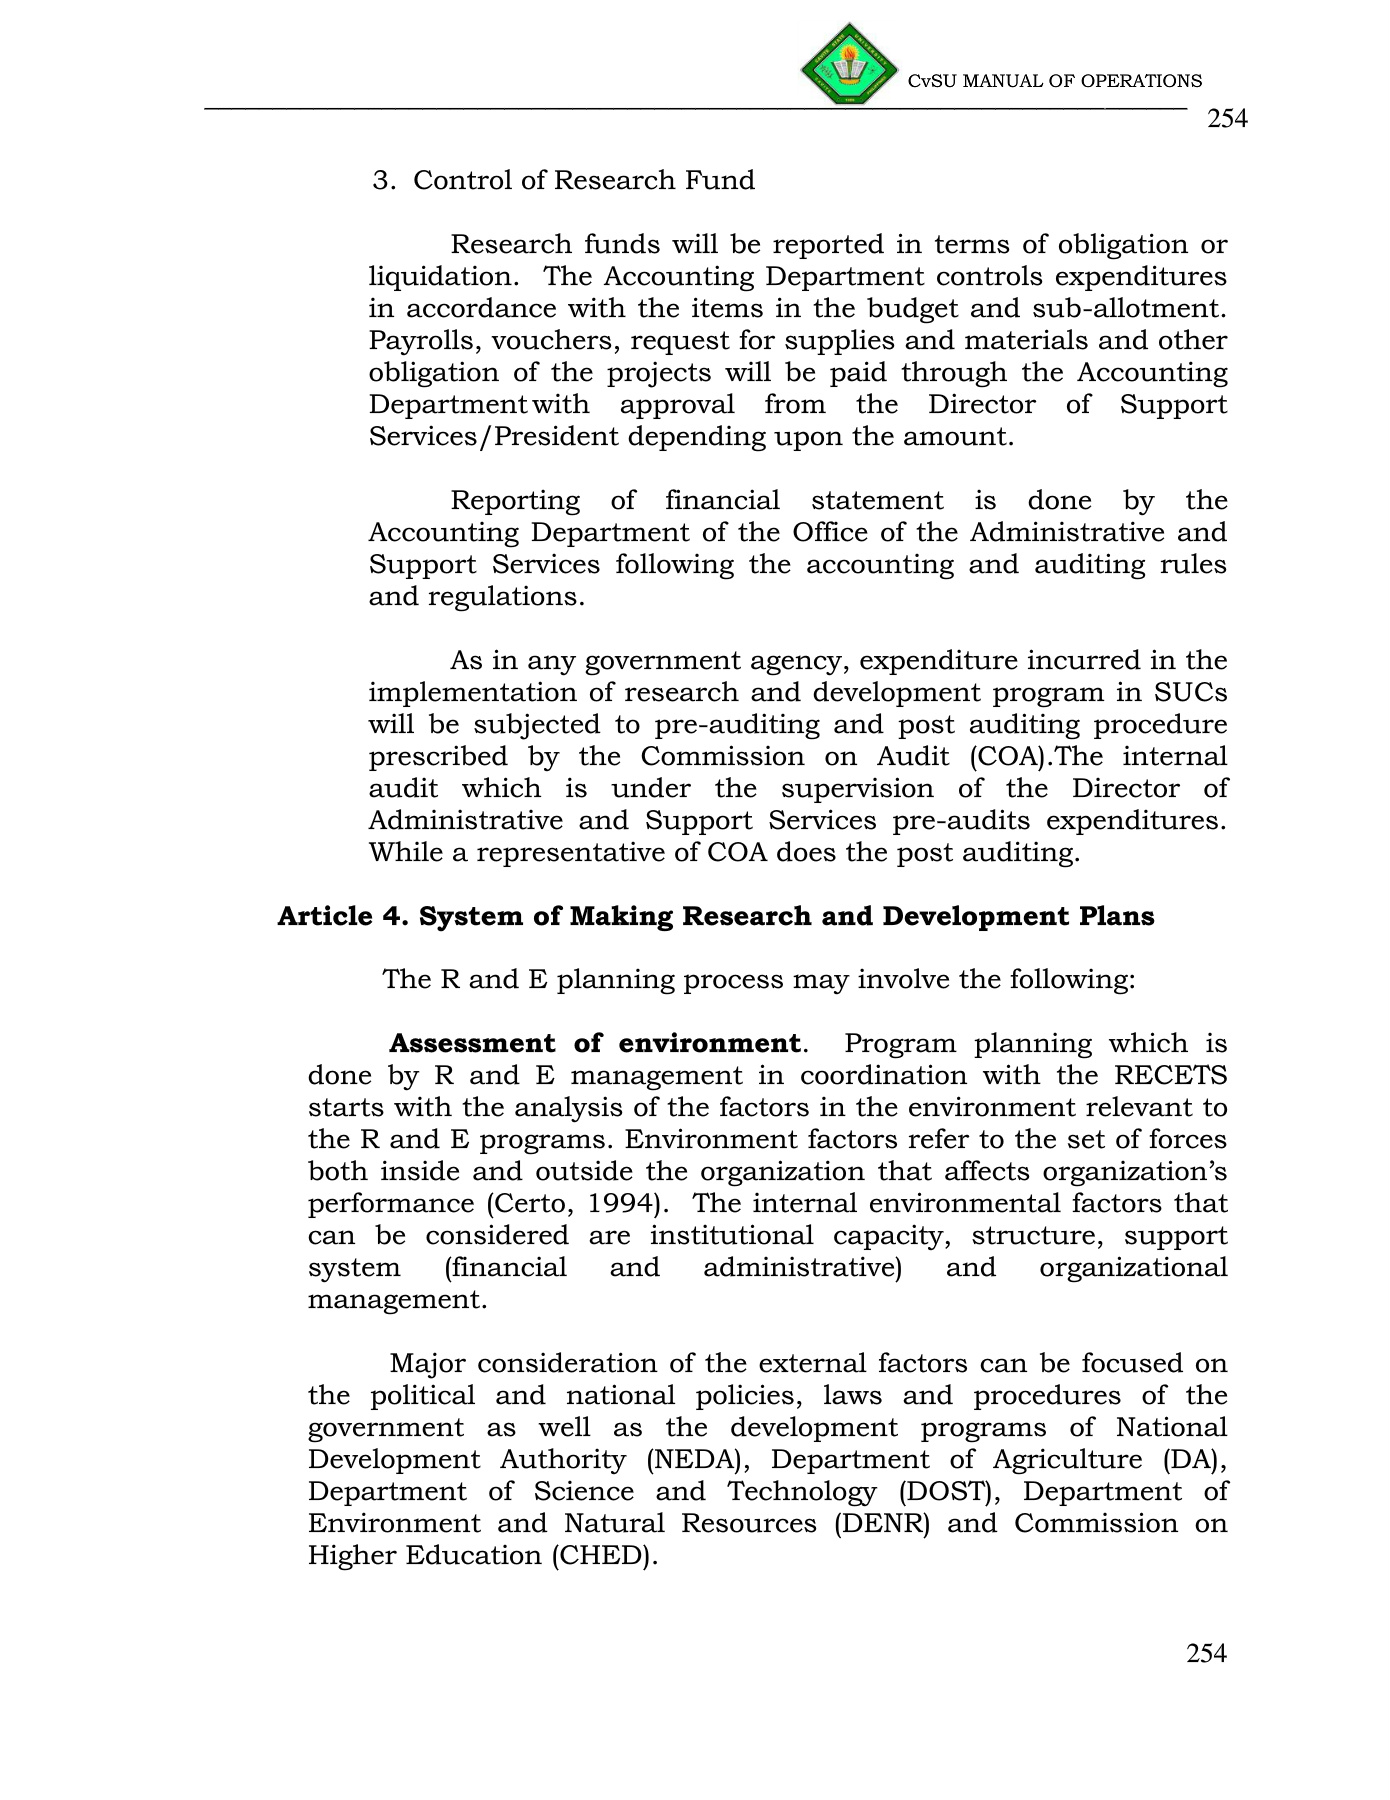 CvSU MANUAL OF OPERATIONS
254
3. Control of Research Fund
Research funds will be reported in terms of obligation or
liquidation. The Accounting Department controls expenditures
in accordance with the items in the budget and sub-allotment.
Payrolls, vouchers, request for supplies and materials and other
obligation of the projects will be paid through the Accounting
Department with approval from the Director of Support
Services/President depending upon the amount.
Reporting of financial statement is done by the
Accounting Department of the Office of the Administrative and
Support Services following the accounting and auditing rules
and regulations.
As in any government agency, expenditure incurred in the
implementation of research and development program in SUCs
will be subjected to pre-auditing and post auditing procedure
prescribed by the Commission on Audit (COA).The internal
audit which is under the supervision of the Director of
Administrative and Support Services pre-audits expenditures.
While a representative of COA does the post auditing.
Article 4. System of Making Research and Development Plans
The R and E planning process may involve the following:
Assessment of environment. Program planning which is
done by R and E management in coordination with the RECETS
starts with the analysis of the factors in the environment relevant to
the R and E programs. Environment factors refer to the set of forces
both inside and outside the organization that affects organization’s
performance (Certo, 1994). The internal environmental factors that
can be considered are institutional capacity, structure, support
system (financial and administrative) and organizational
management.
Major consideration of the external factors can be focused on
the political and national policies, laws and procedures of the
government as well as the development programs of National
Development Authority (NEDA), Department of Agriculture (DA),
Department of Science and Technology (DOST), Department of
Environment and Natural Resources (DENR) and Commission on
Higher Education (CHED).
254